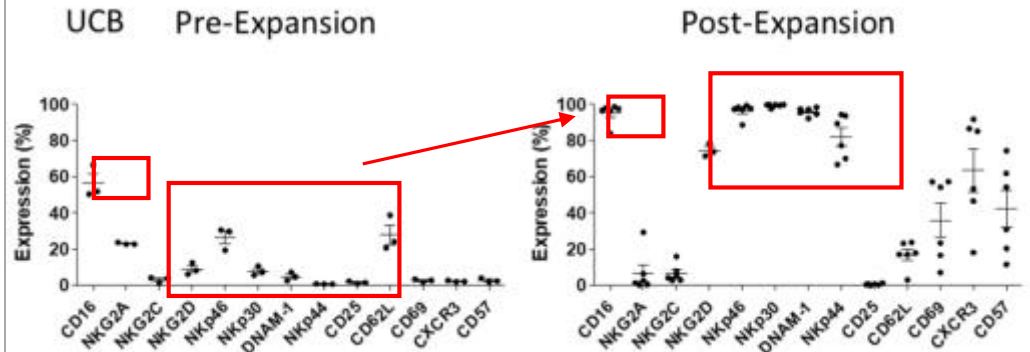 UCB Pre-Expansion
Post-Expansion
Expression (%)
100
80
60
40
20
0
CD16
NKG2A
NKG2C
NKG2D
NKp46
NKp30
DNAM-1
NKp44
CD25
CD62L
CD69
CXCR3
CD57
Expression (%)
100
80
60
40
20
0
CD16
NKG2A
NKG2C
NKG2D
NKp46
NKp30
DNAM-1
NKp44
CD25
CD62L
CD69
CXCR3
CD57